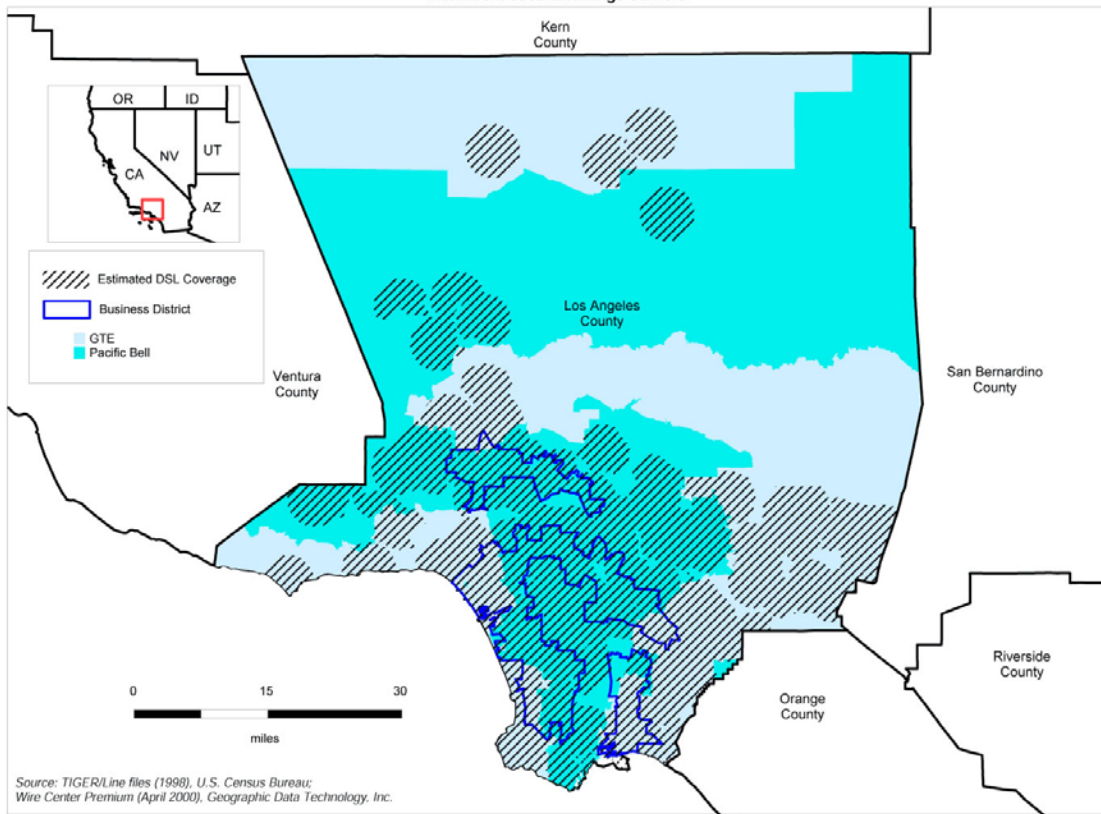 Kern
County
OR
ID
NV
UT
CA
AZ
Estimated DSL Coverage
Business District
GTE
Pacific Bell
Los Angeles
County
Ventura
County
San Bernardino
County
Riverside
County
Orange
County
0
15
30
miles
Source: TIGER/Line files (1998), U.S. Census Bureau;
Wire Center Premium (April 2000), Geographic Data Technology, Inc.